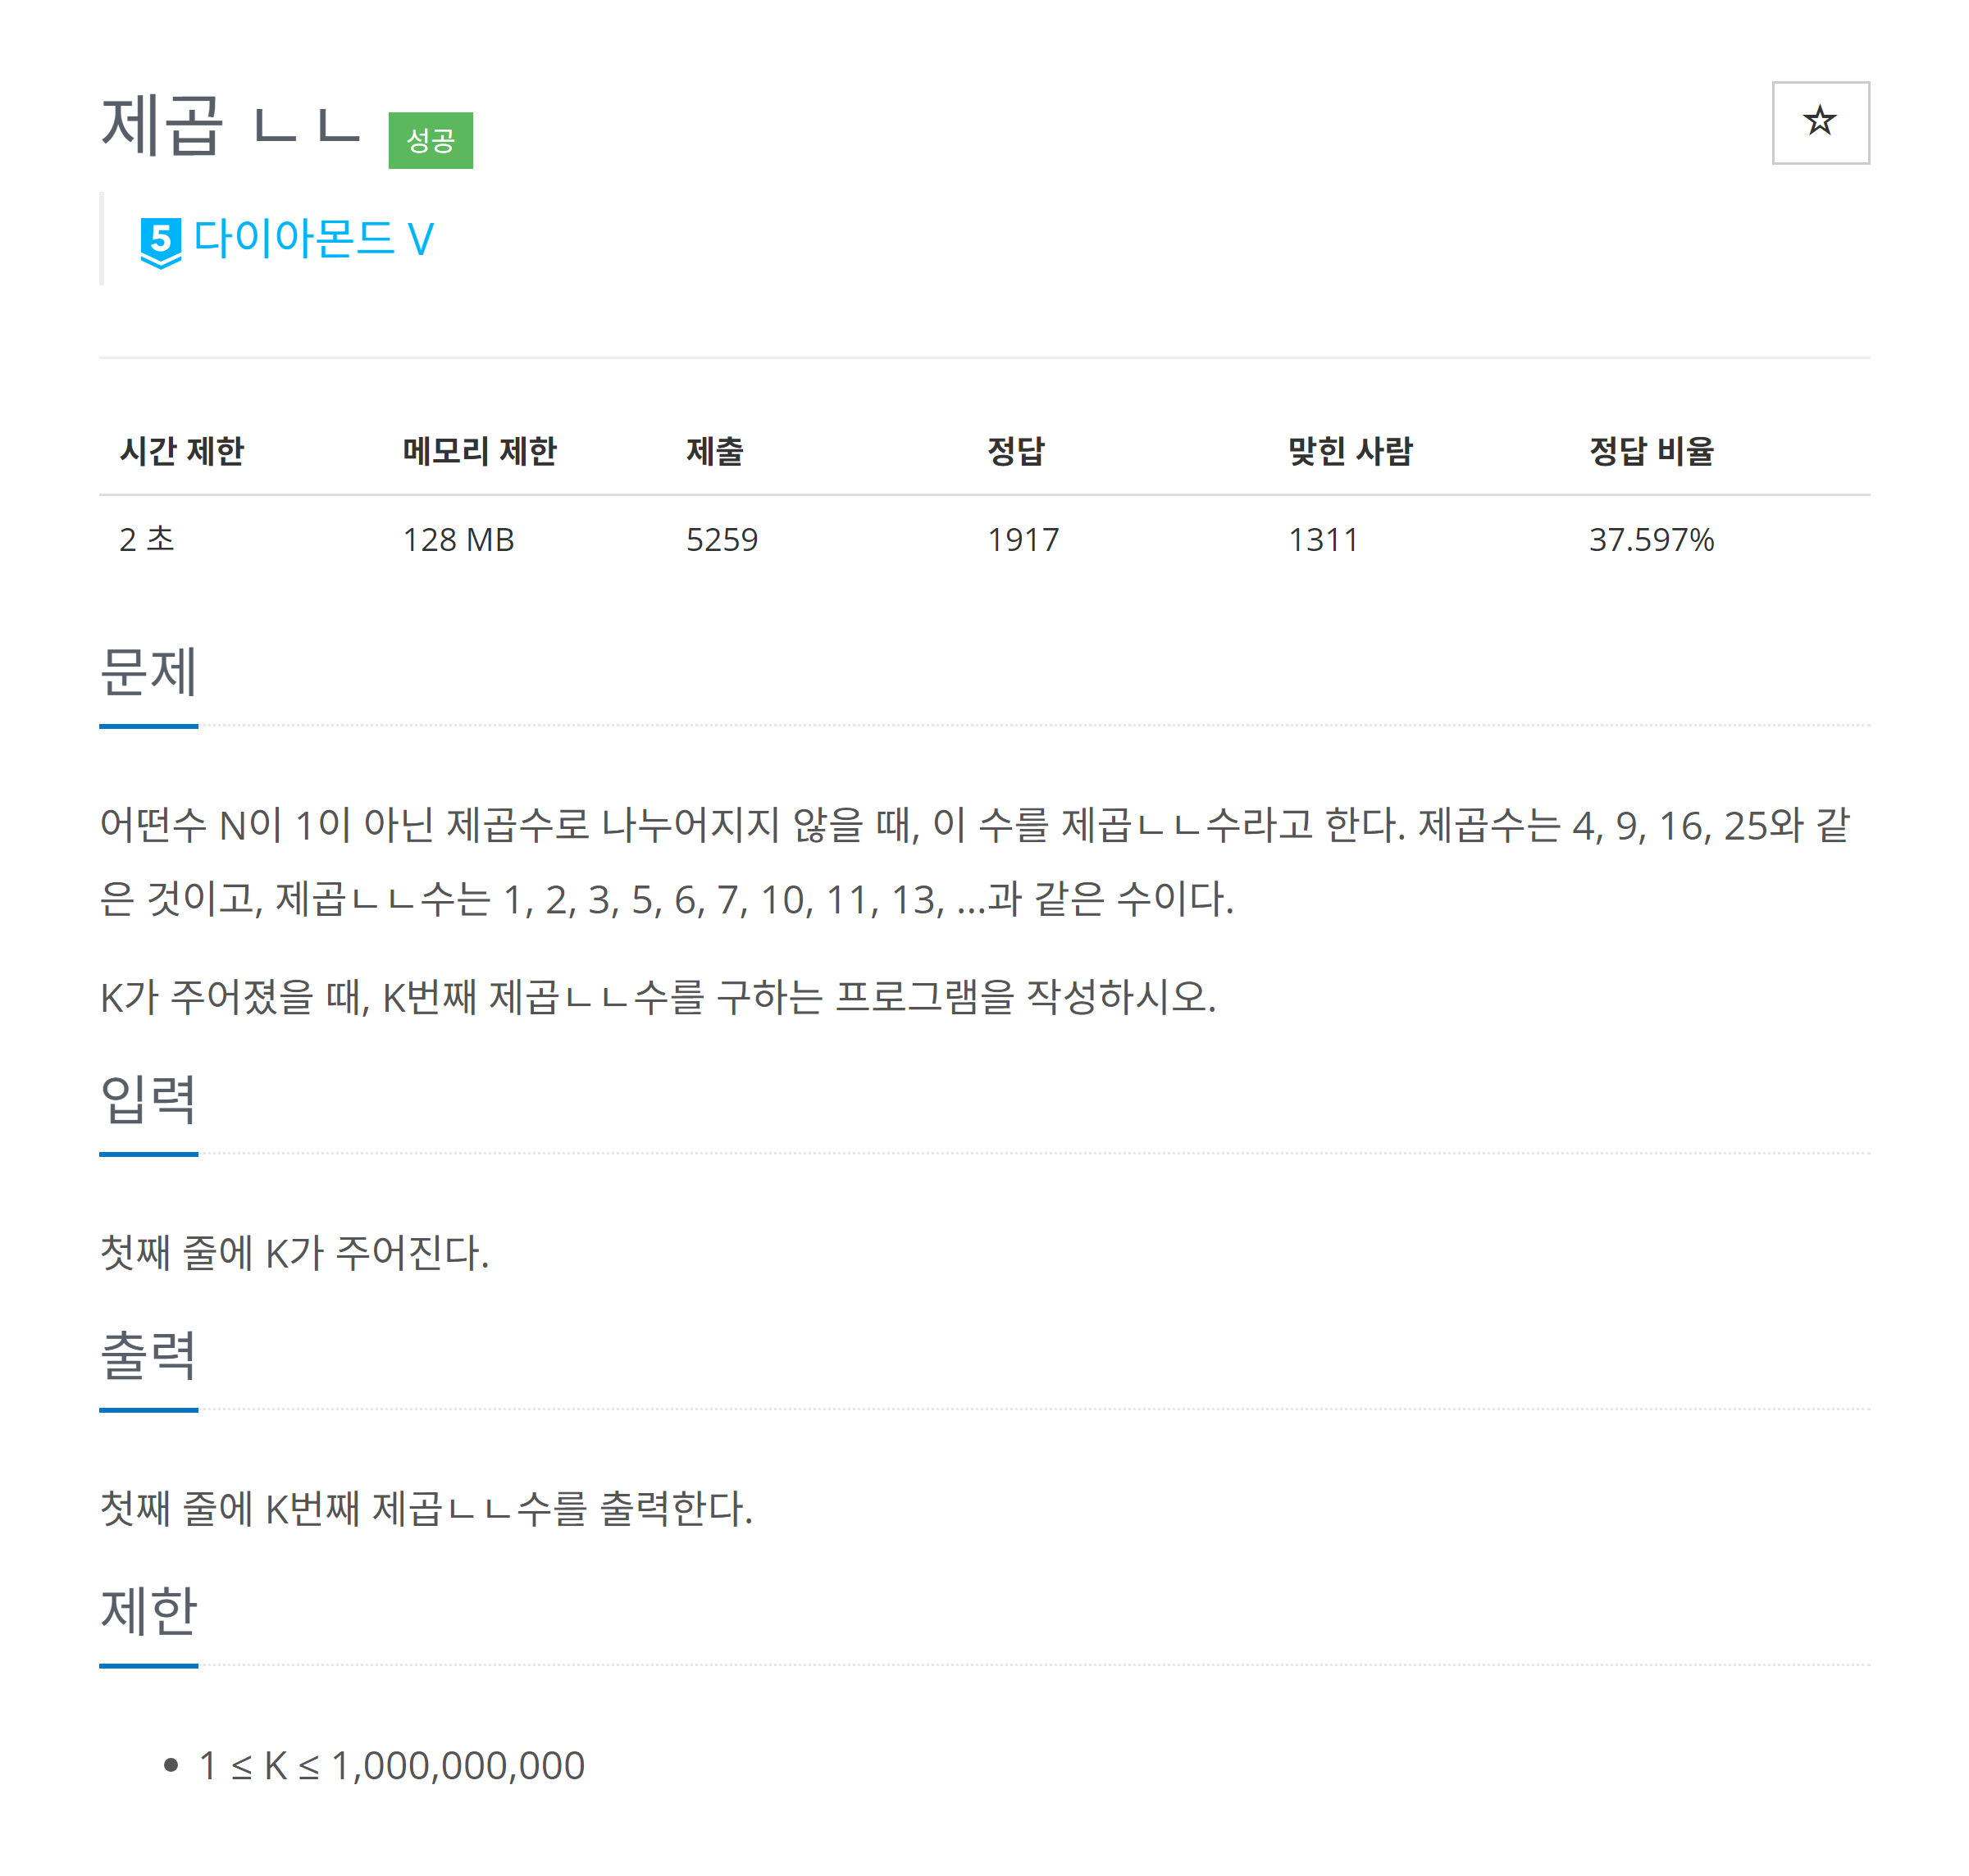 제곱 ㄴㄴ 성공
☆
5 다이아몬드 V
시간 제한 메모리 제한 제출 정답 맞힌 사람 정답 비율
2 초 128 MB 5259 1917 1311 37.597%
문제
어떤수 N이 1이 아닌 제곱수로 나누어지지 않을 때, 이 수를 제곱ㄴㄴ수라고 한다. 제곱수는 4, 9, 16, 25와 같
은 것이고, 제곱ㄴㄴ수는 1, 2, 3, 5, 6, 7, 10, 11, 13, ...과 같은 수이다.
K가 주어졌을 때, K번째 제곱ㄴㄴ수를 구하는 프로그램을 작성하시오.
입력
첫째 줄에 K가 주어진다.
출력
첫째 줄에 K번째 제곱ㄴㄴ수를 출력한다.
제한
• 1 ≤ K ≤ 1,000,000,000